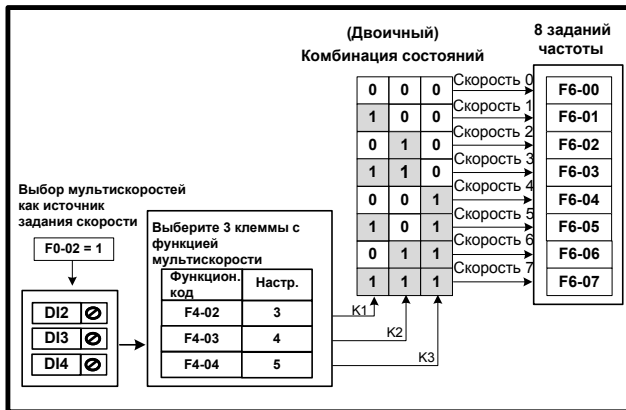 (Двоичный)
Комбинация состояний
8 заданий
частоты
0 0 0 Скорость 0 F6-00
1 0 0 Скорость 1 F6-01
0 1 0 Скорость 2 F6-02
1 1 0 Скорость 3 F6-03
0 0 1 Скорость 4 F6-04
1 0 1 Скорость 5 F6-05
0 1 1 Скорость 6 F6-06
1 1 1 Скорость 7 F6-07
Выбор мультискоростей
как источник
задания скорости
F0-02 = 1
DI2
DI3
DI4
Выберите 3 клеммы с
функцией
мультискорости
Функцион. код Настр.
F4-02 3
F4-03 4
F4-04 5
K1
K2
K3